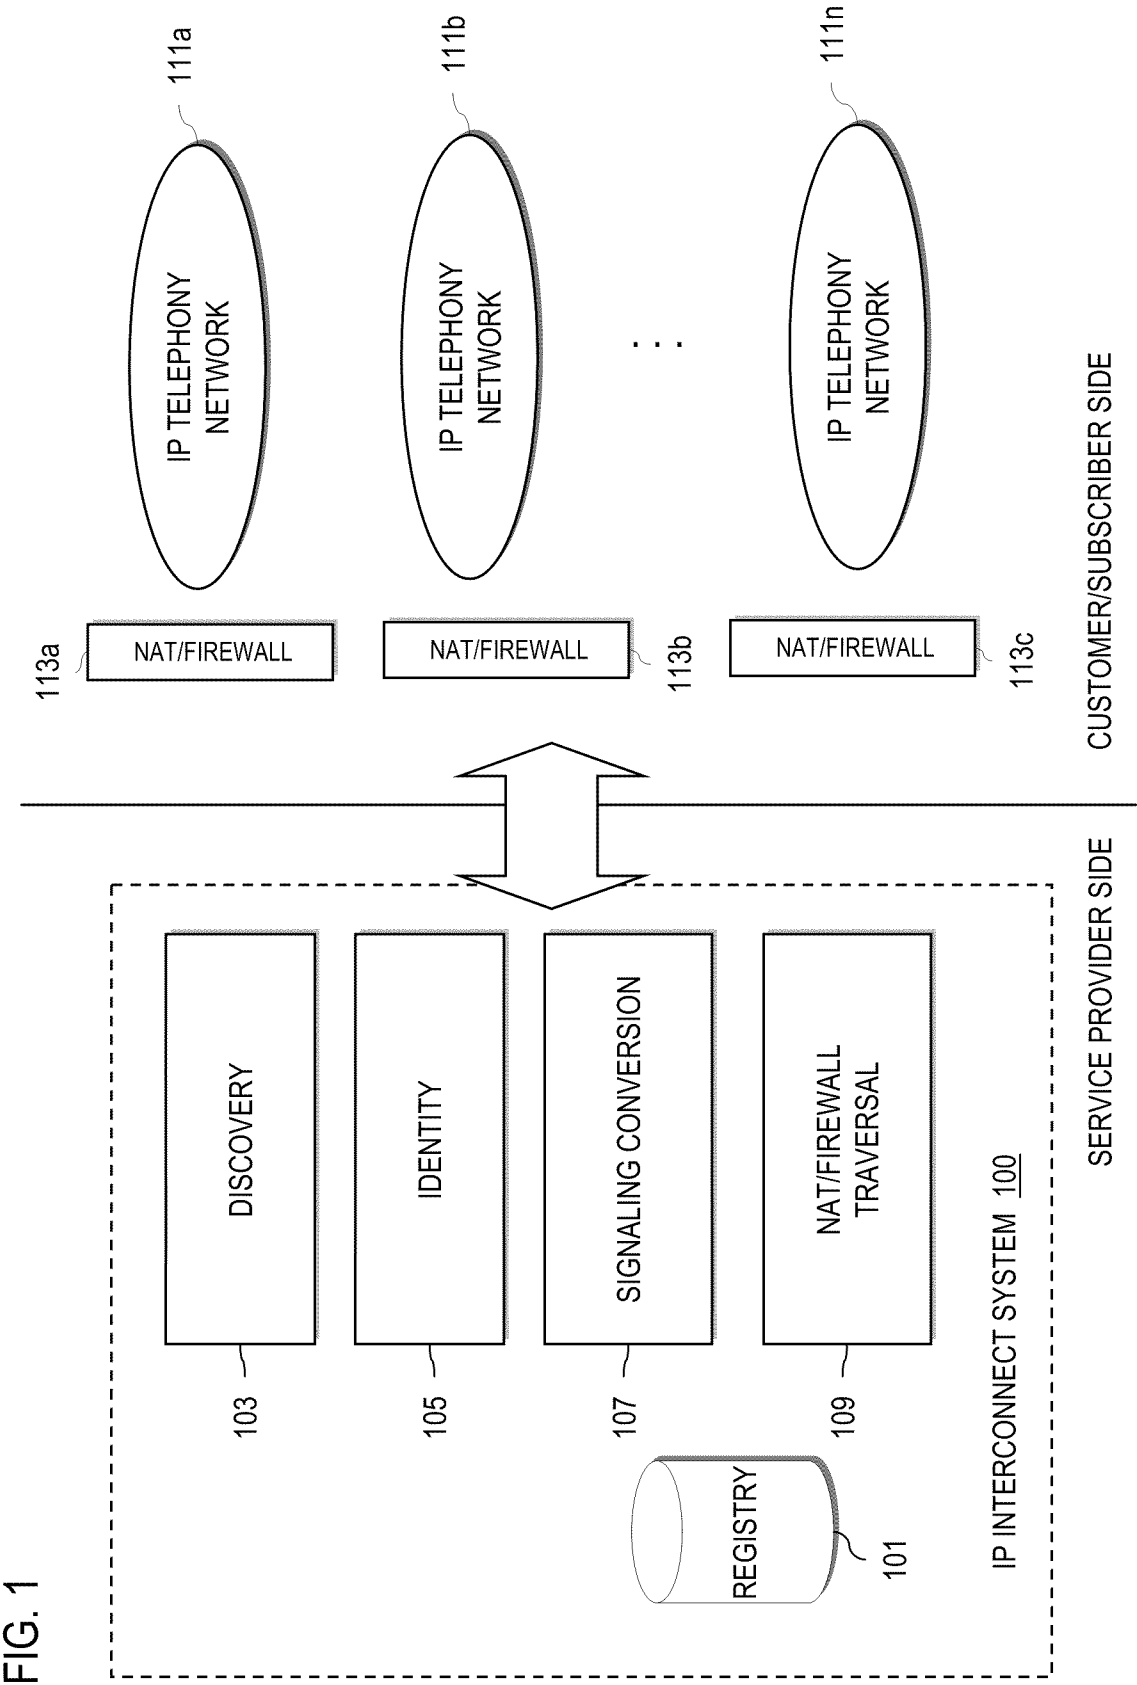 FIG. 1
REGISTRY
101
103
DISCOVERY
105
IDENTITY
107
SIGNALING CONVERSION
109
NAT/FIREWALL
TRAVERSAL
IP INTERCONNECT SYSTEM 100
SERVICE PROVIDER SIDE
113a
NAT/FIREWALL
NAT/FIREWALL
113b
NAT/FIREWALL
113c
IP TELEPHONY
NETWORK
111a
IP TELEPHONY
NETWORK
111b
. . .
IP TELEPHONY
NETWORK
111n
CUSTOMER/SUBSCRIBER SIDE